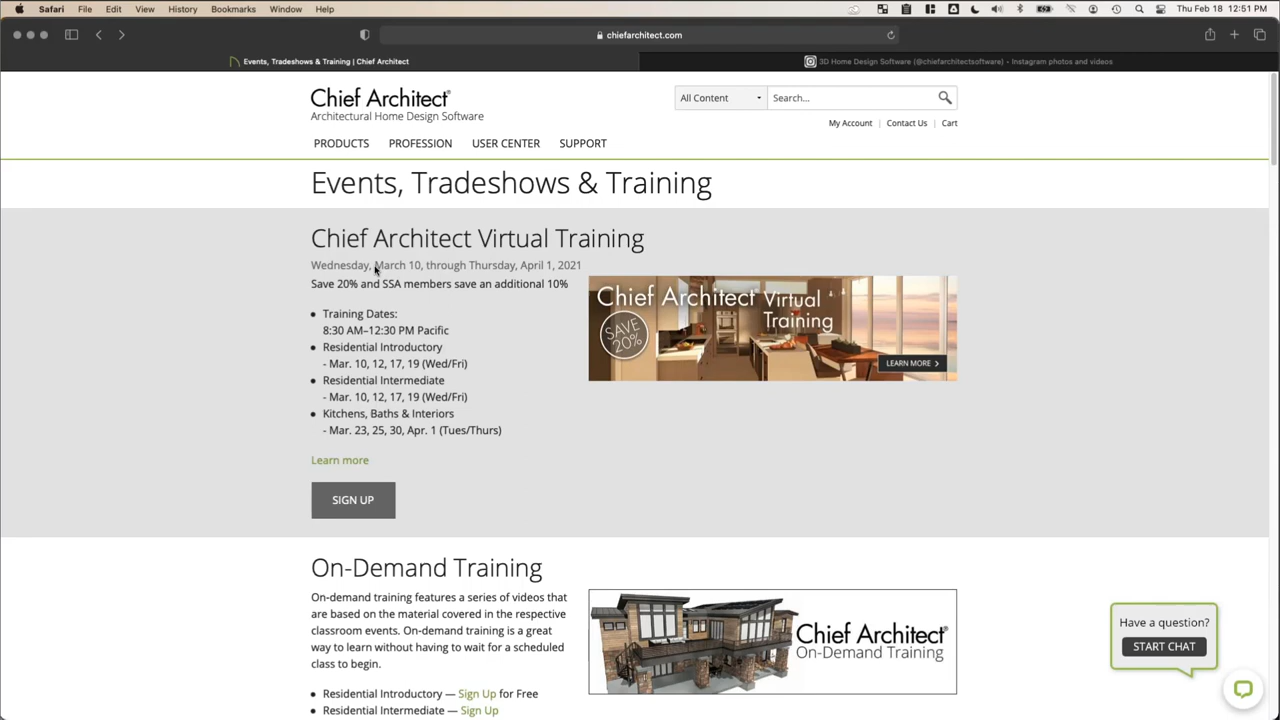 Safari File Edit View History Bookmarks Window Help
Thu Feb 18 12:51 PM
chiefarchitect.com
Events, Tradeshows & Training | Chief Architect
3D Home Design Software (@chiefarchitectsoftware) • Instagram photos and videos
Chief Architect®
Architectural Home Design Software
All Content
Search...
My Account | Contact Us | Cart
PRODUCTS PROFESSION USER CENTER SUPPORT
Events, Tradeshows & Training
Chief Architect Virtual Training
Wednesday, March 10, through Thursday, April 1, 2021
Save 20% and SSA members save an additional 10%
• Training Dates:
8:30 AM–12:30 PM Pacific
• Residential Introductory
- Mar. 10, 12, 17, 19 (Wed/Fri)
• Residential Intermediate
- Mar. 10, 12, 17, 19 (Wed/Fri)
• Kitchens, Baths & Interiors
- Mar. 23, 25, 30, Apr. 1 (Tues/Thurs)
Learn more
SIGN UP
Chief Architect® Virtual
Training
SAVE
20%
LEARN MORE >
On-Demand Training
On-demand training features a series of videos that
are based on the material covered in the respective
classroom events. On-demand training is a great
way to learn without having to wait for a scheduled
class to begin.
• Residential Introductory — Sign Up for Free
• Residential Intermediate — Sign Up
Chief Architect®
On-Demand Training
Have a question?
START CHAT